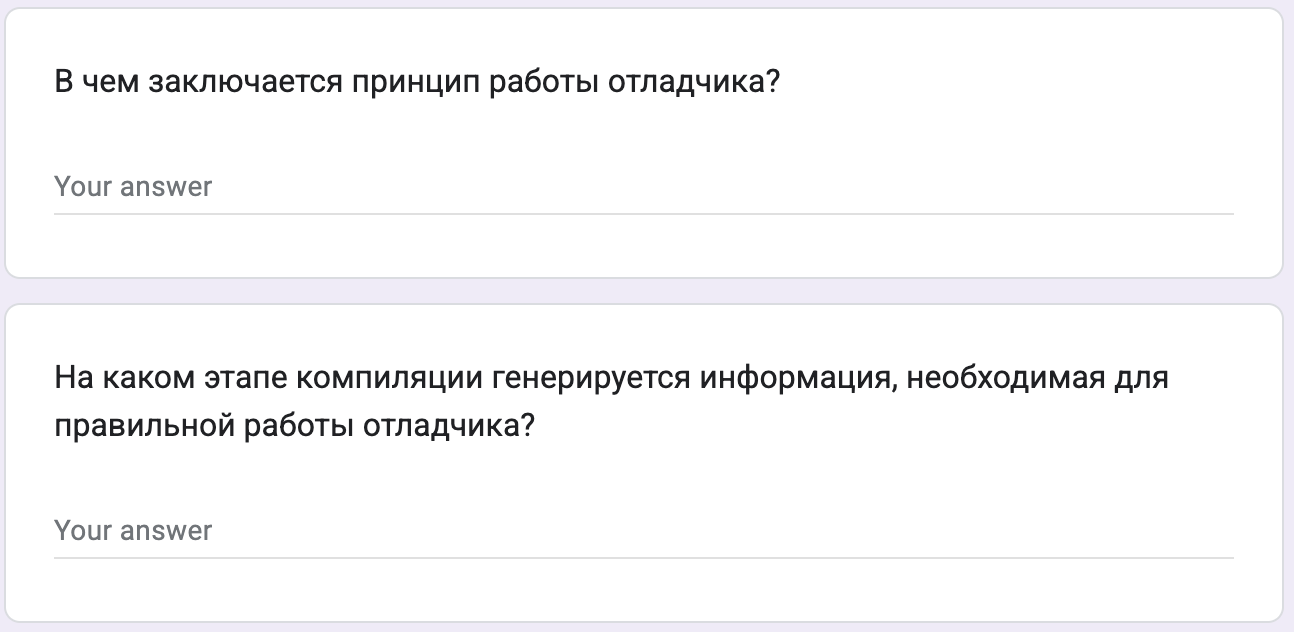 В чем заключается принцип работы отладчика?
Your answer
На каком этапе компиляции генерируется информация, необходимая для
правильной работы отладчика?
Your answer